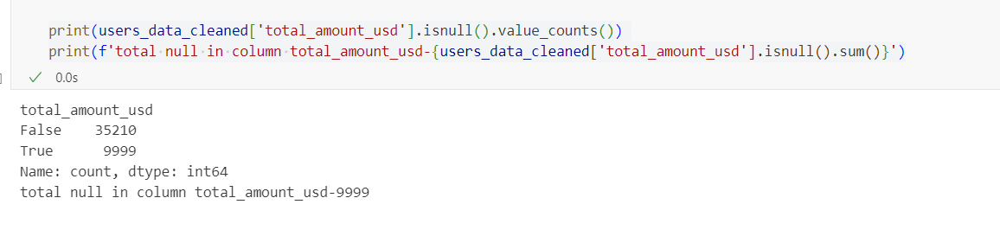 print(users_data_cleaned['total_amount_usd'].isnull().value_counts())
print(f'total null in column total_amount_usd-{users_data_cleaned['total_amount_usd'].isnull().sum()}')
0.0s
total_amount_usd
False    35210
True      9999
Name: count, dtype: int64
total null in column total_amount_usd-9999